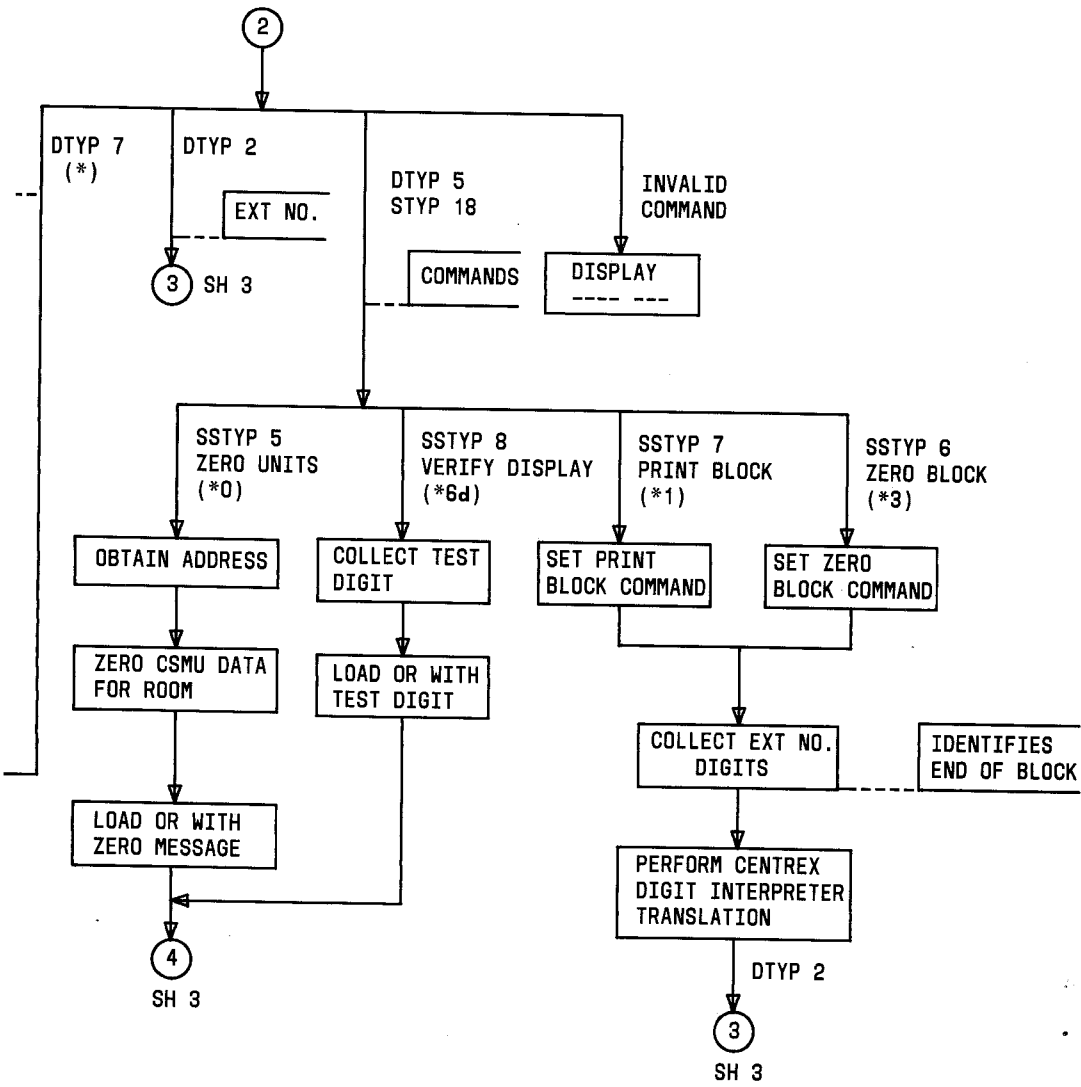 2
DTYP 7
(*)
DTYP 2
EXT NO.
3 SH 3
DTYP 5
STYP 18
COMMANDS
INVALID
COMMAND
DISPLAY
---- ---
SSTYP 5
ZERO UNITS
(*0)
SSTYP 8
VERIFY DISPLAY
(*6d)
SSTYP 7
PRINT BLOCK
(*1)
SSTYP 6
ZERO BLOCK
(*3)
OBTAIN ADDRESS
COLLECT TEST
DIGIT
SET PRINT
BLOCK COMMAND
SET ZERO
BLOCK COMMAND
ZERO CSMU DATA
FOR ROOM
LOAD OR WITH
TEST DIGIT
COLLECT EXT NO.
DIGITS
IDENTIFIES
END OF BLOCK
LOAD OR WITH
ZERO MESSAGE
PERFORM CENTREX
DIGIT INTERPRETER
TRANSLATION
4
SH 3
DTYP 2
3
SH 3